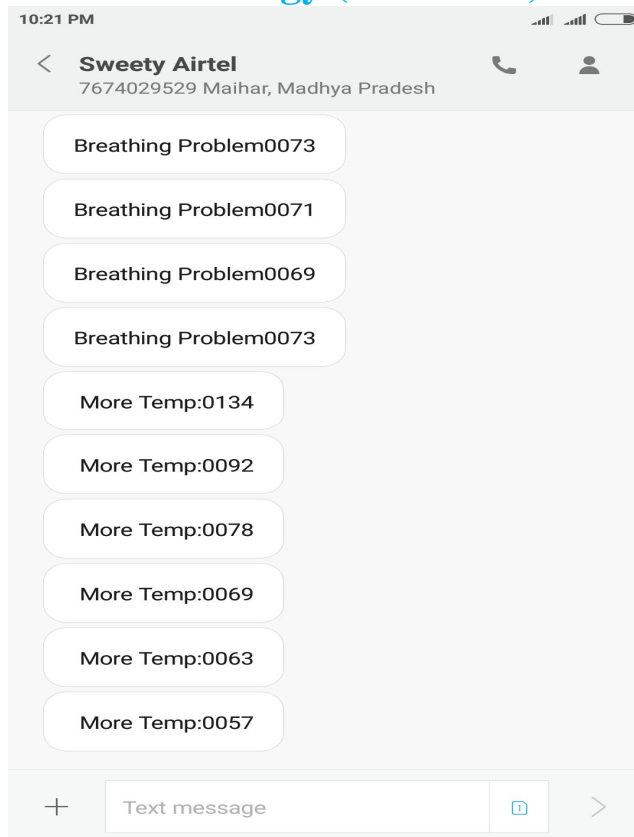 10:21 PM
Sweety Airtel
7674029529 Maihar, Madhya Pradesh
Breathing Problem0073
Breathing Problem0071
Breathing Problem0069
Breathing Problem0073
More Temp:0134
More Temp:0092
More Temp:0078
More Temp:0069
More Temp:0063
More Temp:0057
Text message
1